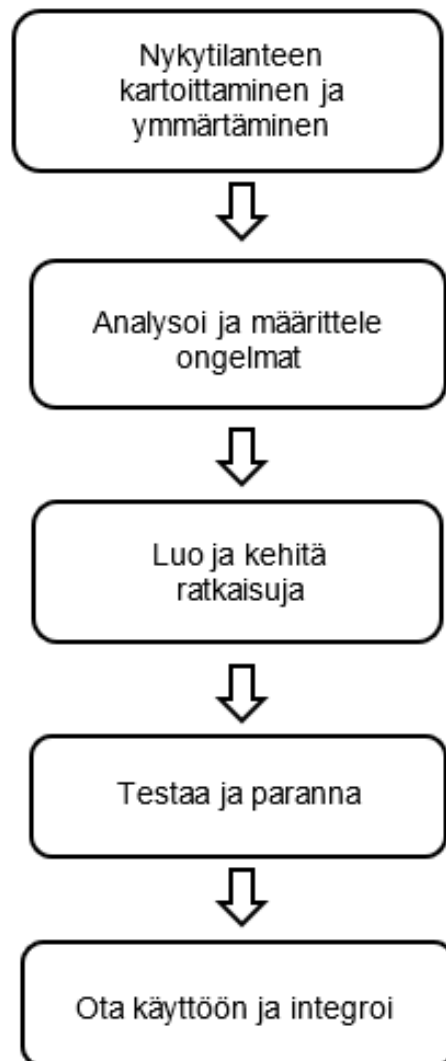 Nykytilanteen
kartoittaminen ja
ymmärtäminen
Analysoi ja määrittele
ongelmat
Luo ja kehitä
ratkaisuja
Testaa ja paranna
Ota käyttöön ja integroi